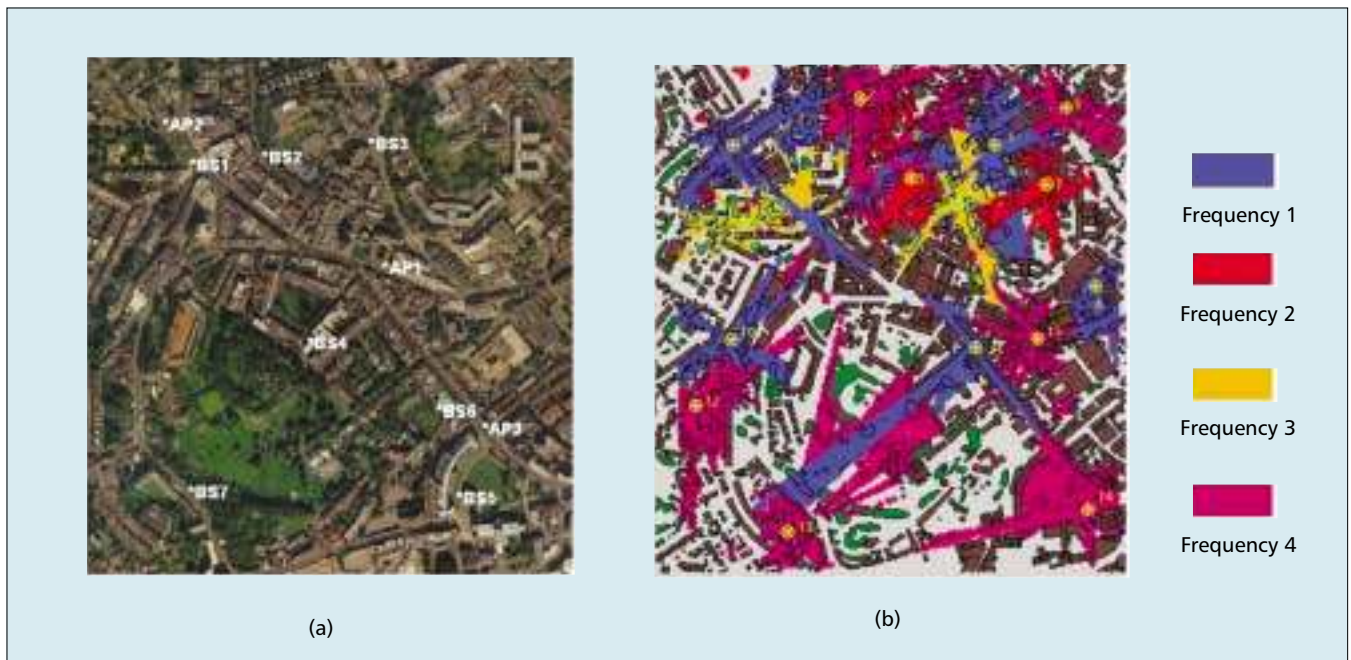 *AP2
*BS1
*BS2
*BS3
*AP1
*BS4
*BS6
*AP3
*BS5
*BS7
(a)
(b)
Frequency 1
Frequency 2
Frequency 3
Frequency 4